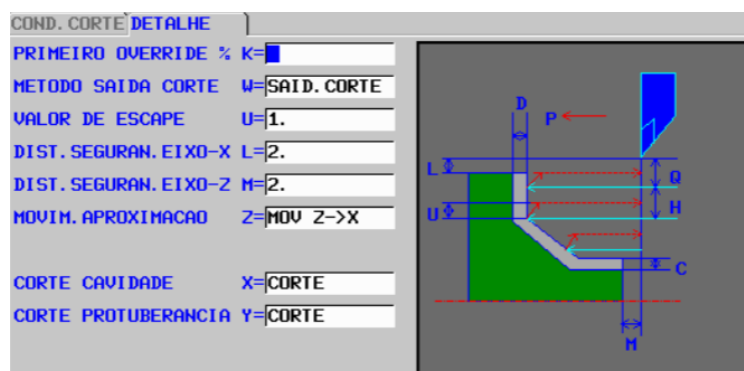 COND. CORTE DETALHE
PRIMEIRO OVERRIDE % K=
METODO SAIDA CORTE W=SAID.CORTE
VALOR DE ESCAPE U=1.
DIST.SEGURAN.EIXO-X L=2.
DIST.SEGURAN.EIXO-Z M=2.
MOVIM.APROXIMACAO Z=MOV Z->X
CORTE CAVIDADE X=CORTE
CORTE PROTUBERANCIA Y=CORTE
D
P
L
Q
U
H
C
M